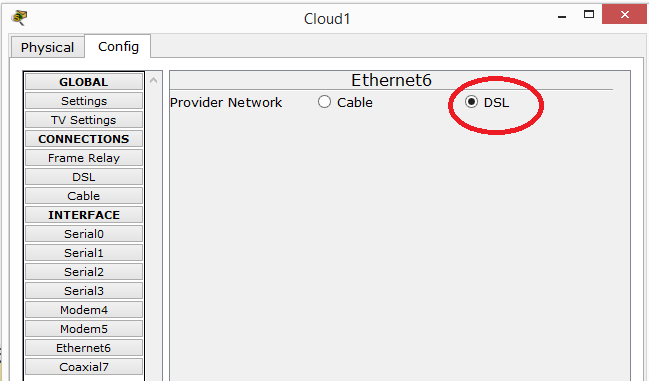 Cloud1
Physical
Config
GLOBAL
Settings
TV Settings
CONNECTIONS
Frame Relay
DSL
Cable
INTERFACE
Serial0
Serial1
Serial2
Serial3
Modem4
Modem5
Ethernet6
Coaxial7
Ethernet6
Provider Network Cable DSL